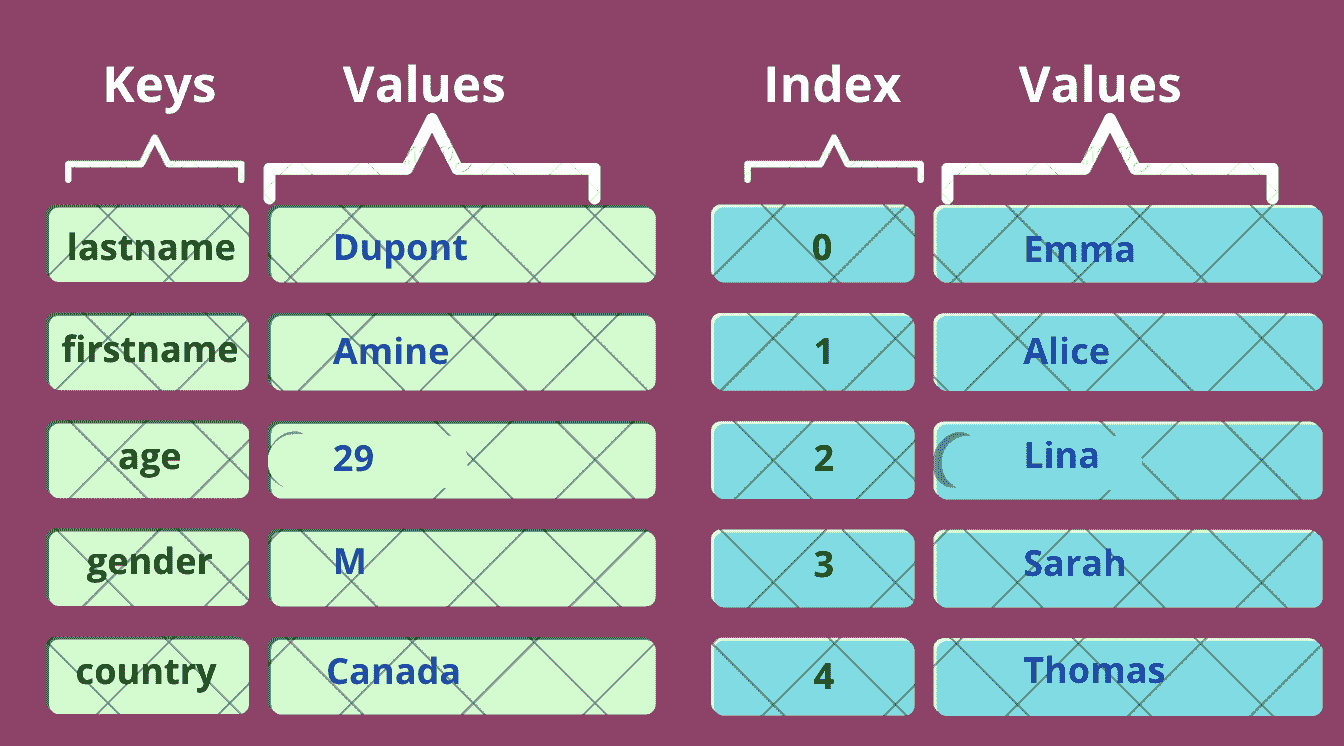 Keys Values Index Values
lastname Dupont 0 Emma
firstname Amine 1 Alice
age 29 2 Lina
gender M 3 Sarah
country Canada 4 Thomas